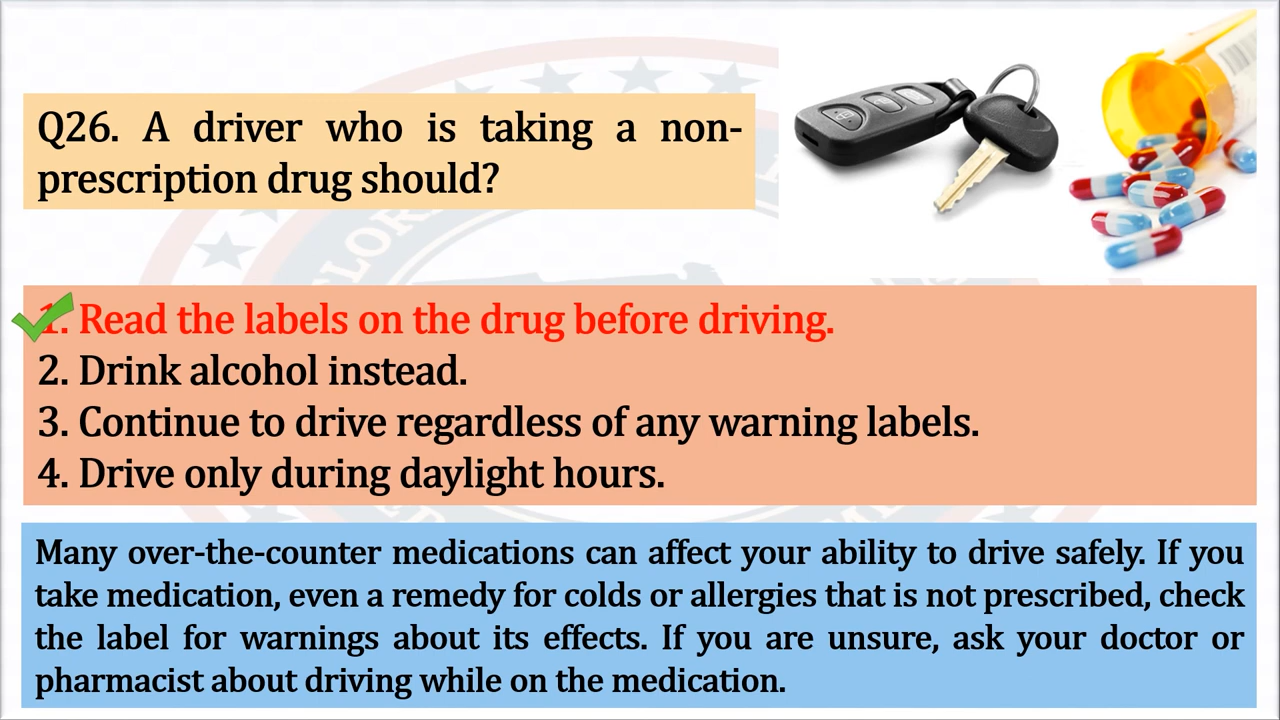 Q26. A driver who is taking a non-
prescription drug should?
1. Read the labels on the drug before driving.
2. Drink alcohol instead.
3. Continue to drive regardless of any warning labels.
4. Drive only during daylight hours.
Many over-the-counter medications can affect your ability to drive safely. If you
take medication, even a remedy for colds or allergies that is not prescribed, check
the label for warnings about its effects. If you are unsure, ask your doctor or
pharmacist about driving while on the medication.